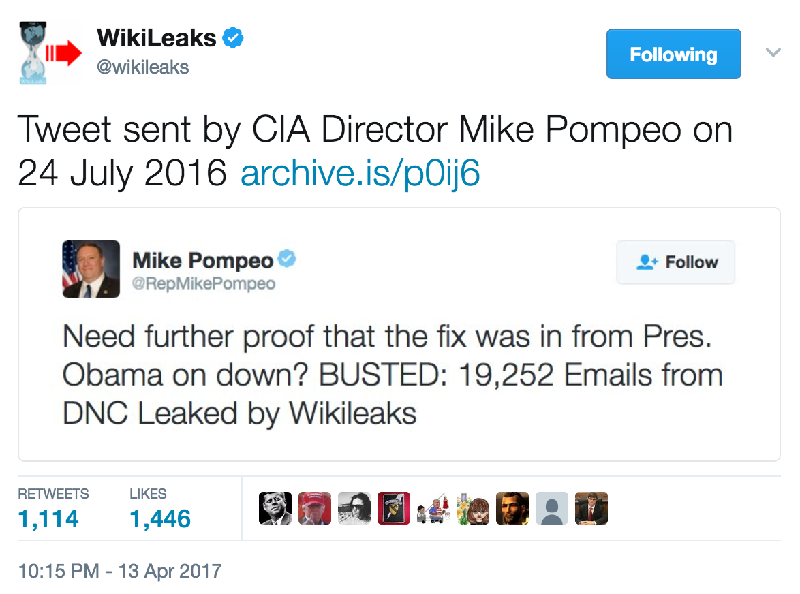 WikiLeaks
@wikileaks
Following
Tweet sent by CIA Director Mike Pompeo on
24 July 2016 archive.is/p0ij6
Mike Pompeo
@RepMikePompeo
Follow
Need further proof that the fix was in from Pres.
Obama on down? BUSTED: 19,252 Emails from
DNC Leaked by Wikileaks
RETWEETS LIKES
1,114 1,446
10:15 PM - 13 Apr 2017